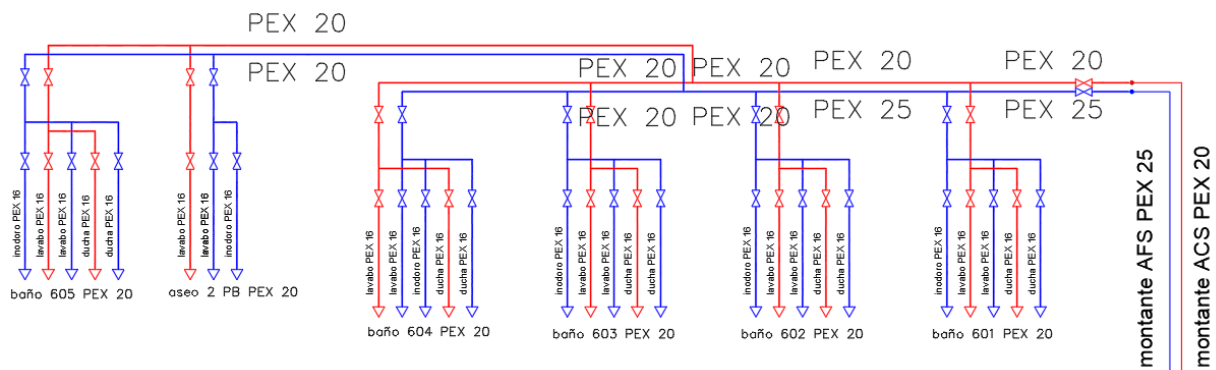 PEX 20
PEX 20
PEX 20 PEX 20 PEX 20 PEX 20
PEX 20 PEX 20 PEX 25 PEX 25
inodoro PEX 16
lavabo PEX 16
lavabo PEX 16
ducha PEX 16
ducha PEX 16
baño 605 PEX 20
lavabo PEX 16
lavabo PEX 16
inodoro PEX 16
aseo 2 PB PEX 20
lavabo PEX 16
lavabo PEX 16
inodoro PEX 16
ducha PEX 16
ducha PEX 16
baño 604 PEX 20
inodoro PEX 16
lavabo PEX 16
lavabo PEX 16
ducha PEX 16
ducha PEX 16
baño 603 PEX 20
inodoro PEX 16
lavabo PEX 16
lavabo PEX 16
ducha PEX 16
ducha PEX 16
baño 602 PEX 20
inodoro PEX 16
lavabo PEX 16
lavabo PEX 16
ducha PEX 16
ducha PEX 16
baño 601 PEX 20
montante AFS PEX 25
montante ACS PEX 20